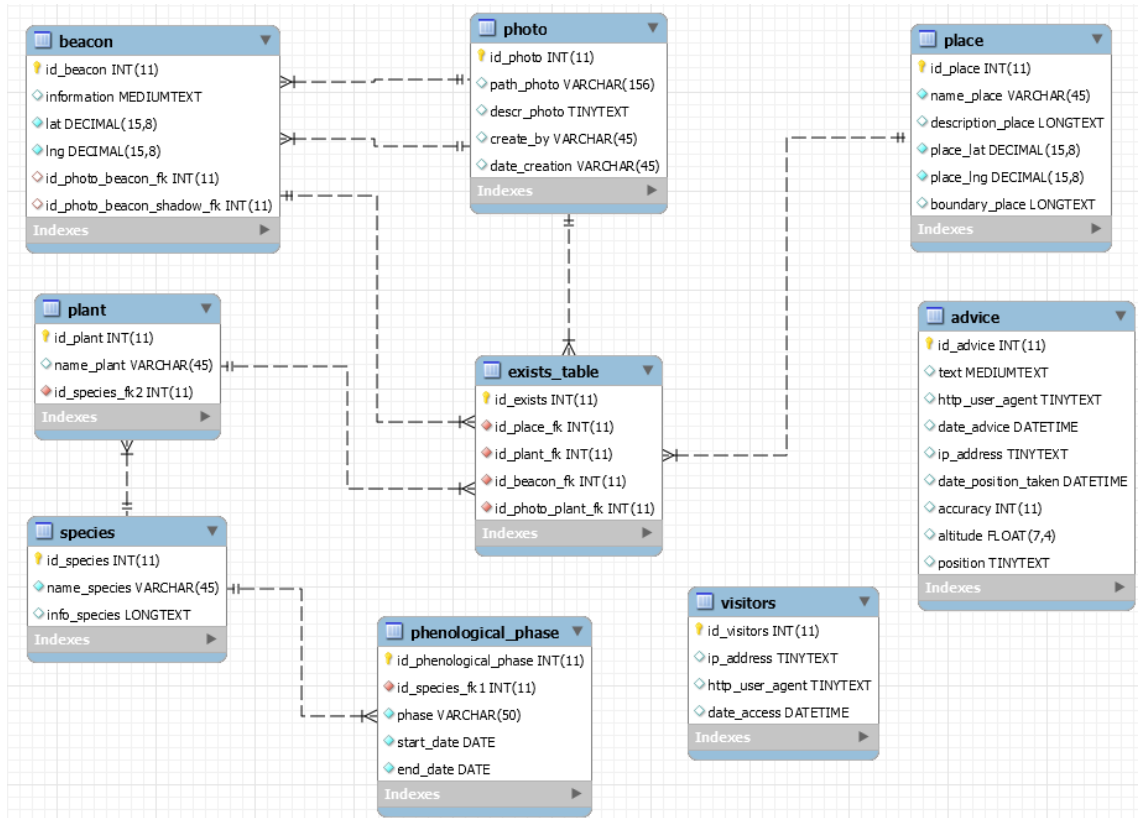 beacon
id_beacon INT(11)
information MEDIUMTEXT
lat DECIMAL(15,8)
lng DECIMAL(15,8)
id_photo_beacon_fk INT(11)
id_photo_beacon_shadow_fk INT(11)
Indexes
photo
id_photo INT(11)
path_photo VARCHAR(156)
descr_photo TINYTEXT
create_by VARCHAR(45)
date_creation VARCHAR(45)
Indexes
place
id_place INT(11)
name_place VARCHAR(45)
description_place LONGTEXT
place_lat DECIMAL(15,8)
place_lng DECIMAL(15,8)
boundary_place LONGTEXT
Indexes
plant
id_plant INT(11)
name_plant VARCHAR(45)
id_species_fk2 INT(11)
Indexes
exists_table
id_exists INT(11)
id_place_fk INT(11)
id_plant_fk INT(11)
id_beacon_fk INT(11)
id_photo_plant_fk INT(11)
Indexes
advice
id_advice INT(11)
text MEDIUMTEXT
http_user_agent TINYTEXT
date_advice DATETIME
ip_address TINYTEXT
date_position_taken DATETIME
accuracy INT(11)
altitude FLOAT(7,4)
position TINYTEXT
Indexes
species
id_species INT(11)
name_species VARCHAR(45)
info_species LONGTEXT
Indexes
phenological_phase
id_phenological_phase INT(11)
id_species_fk1 INT(11)
phase VARCHAR(50)
start_date DATE
end_date DATE
Indexes
visitors
id_visitors INT(11)
ip_address TINYTEXT
http_user_agent TINYTEXT
date_access DATETIME
Indexes